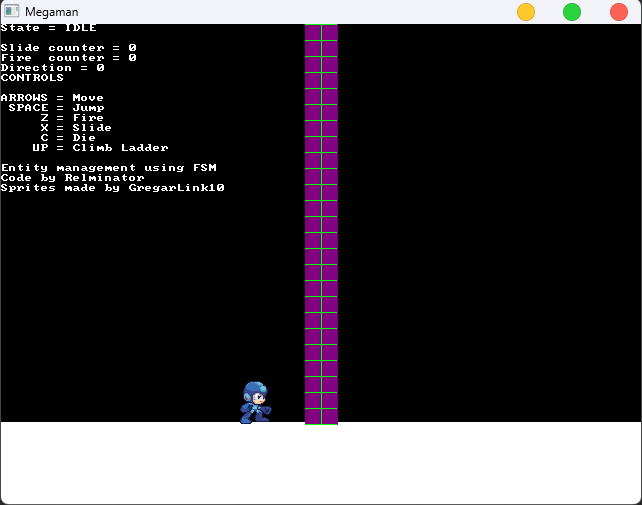 Megaman
State = IDLE
Slide counter = 0
Fire  counter = 0
Direction = 0
CONTROLS
ARROWS = Move
SPACE = Jump
Z = Fire
X = Slide
C = Die
UP = Climb Ladder
Entity management using FSM
Code by Relminator
Sprites made by GregarLink10